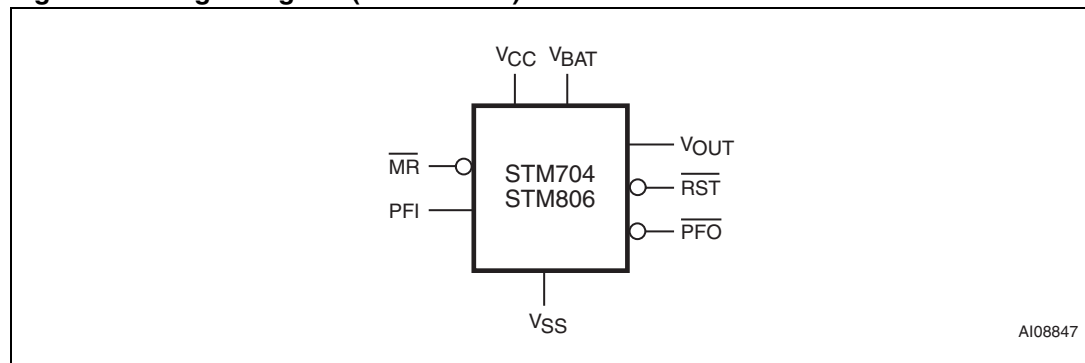 VCC VBAT
MR
PFI
STM704
STM806
VOUT
RST
PFO
VSS
AI08847